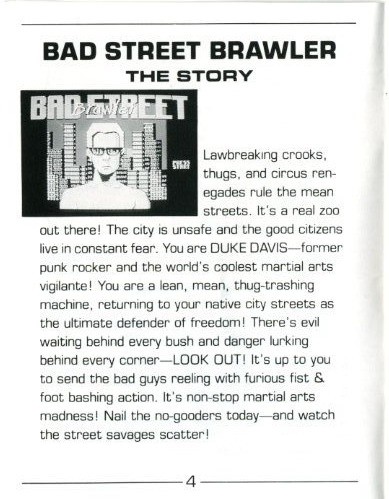 BAD STREET BRAWLER
THE STORY
BAD STREET
Brawler
Lawbreaking crooks,
thugs, and circus ren-
egades rule the mean
streets. It's a real zoo
out there! The city is unsafe and the good citizens
live in constant fear. You are DUKE DAVIS—former
punk rocker and the world's coolest martial arts
vigilante! You are a lean, mean, thug-trashing
machine, returning to your native city streets as
the ultimate defender of freedom! There's evil
waiting behind every bush and danger lurking
behind every corner—LOOK OUT! It's up to you
to send the bad guys reeling with furious fist &
foot bashing action. It's non-stop martial arts
madness! Nail the no-gooders today—and watch
the street savages scatter!
4